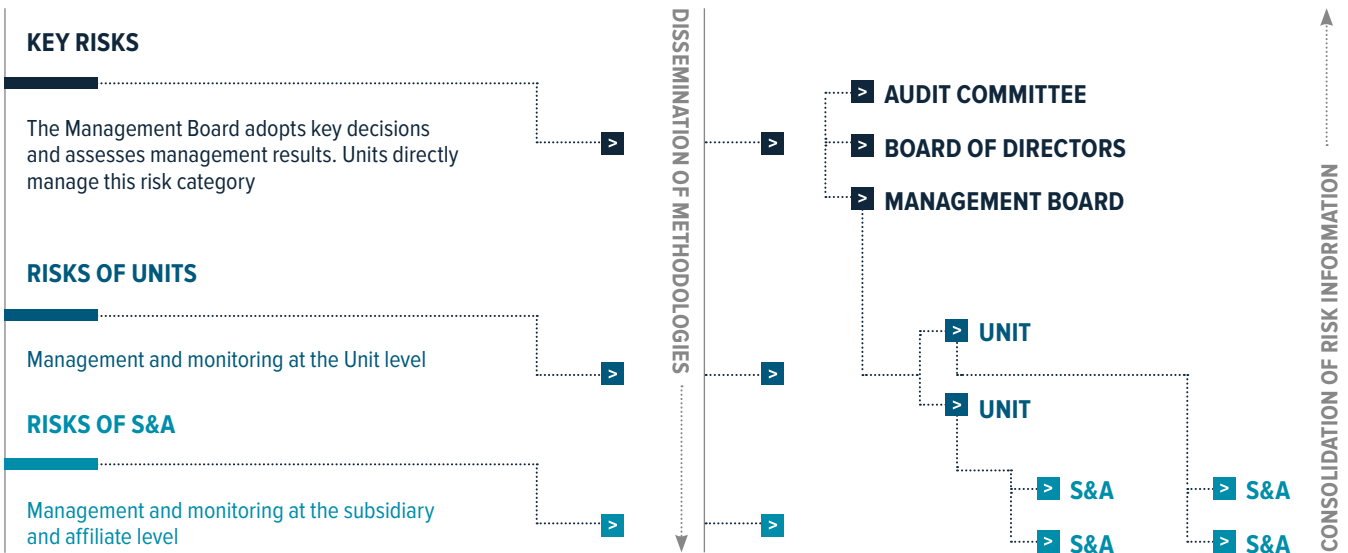 KEY RISKS
The Management Board adopts key decisions
and assesses management results. Units directly
manage this risk category
>
RISKS OF UNITS
Management and monitoring at the Unit level
>
RISKS OF S&A
Management and monitoring at the subsidiary
and affiliate level
>
DISSEMINATION OF METHODOLOGIES
>
>
>
> AUDIT COMMITTEE
> BOARD OF DIRECTORS
> MANAGEMENT BOARD
> UNIT
> UNIT
> S&A
> S&A
> S&A
> S&A
CONSOLIDATION OF RISK INFORMATION